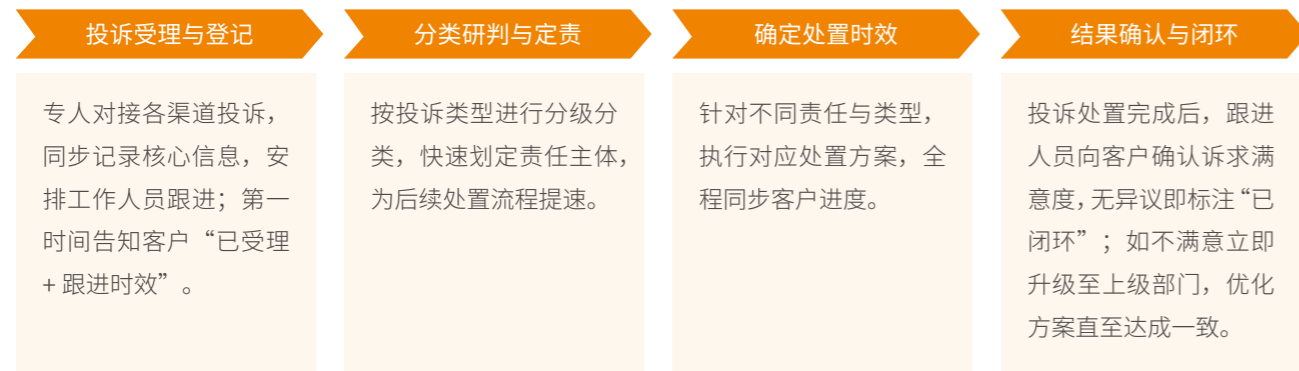 投诉受理与登记
专人对接各渠道投诉，
同步记录核心信息，安
排工作人员跟进；第一
时间告知客户“已受理
+ 跟进时效”。
分类研判与定责
按投诉类型进行分级分
类，快速划定责任主体，
为后续处置流程提速。
确定处置时效
针对不同责任与类型，
执行对应处置方案，全
程同步客户进度。
结果确认与闭环
投诉处置完成后，跟进
人员向客户确认诉求满
意度，无异议即标注“已
闭环”；如不满意立即
升级至上级部门，优化
方案直至达成一致。